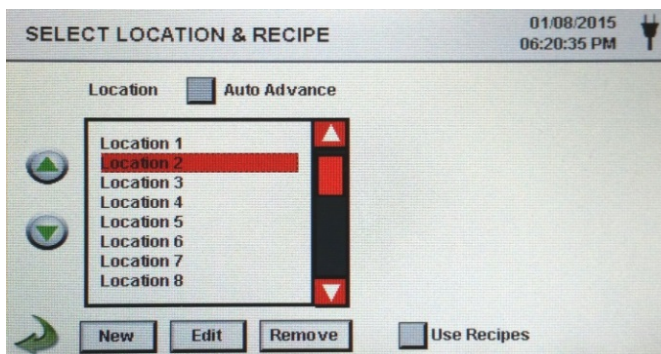 SELECT LOCATION & RECIPE
01/08/2015
06:20:35 PM
Location
Auto Advance
Location 1
Location 2
Location 3
Location 4
Location 5
Location 6
Location 7
Location 8
New
Edit
Remove
Use Recipes